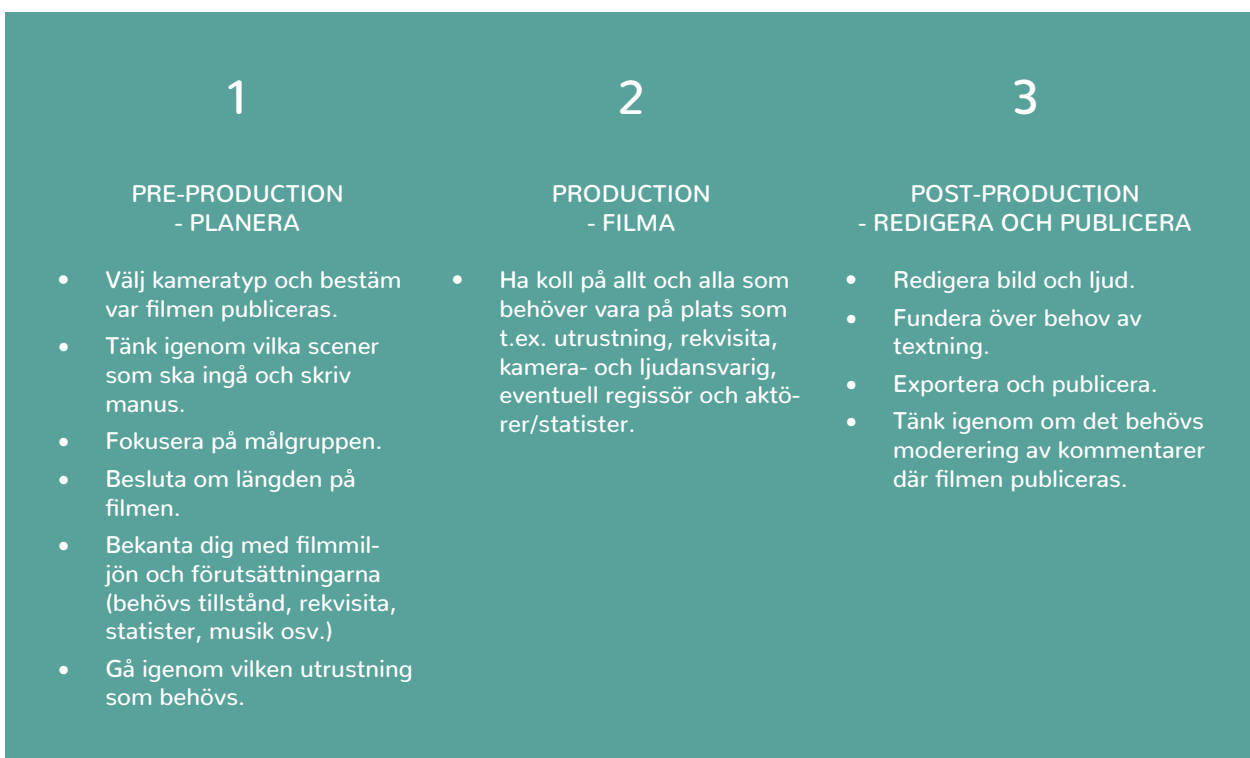 1
PRE-PRODUCTION
- PLANERA
• Välj kameratyp och bestäm
var filmen publiceras.
• Tänk igenom vilka scener
som ska ingå och skriv
manus.
• Fokusera på målgruppen.
• Besluta om längden på
filmen.
• Bekanta dig med filmmil-
jön och förutsättningarna
(behövs tillstånd, rekvisita,
statister, musik osv.)
• Gå igenom vilken utrustning
som behövs.
2
PRODUCTION
- FILMA
• Ha koll på allt och alla som
behöver vara på plats som
t.ex. utrustning, rekvisita,
kamera- och ljudansvarig,
eventuell regissör och aktö-
rer/statister.
3
POST-PRODUCTION
- REDIGERA OCH PUBLICERA
• Redigera bild och ljud.
• Fundera över behov av
textning.
• Exportera och publicera.
• Tänk igenom om det behövs
moderering av kommentarer
där filmen publiceras.